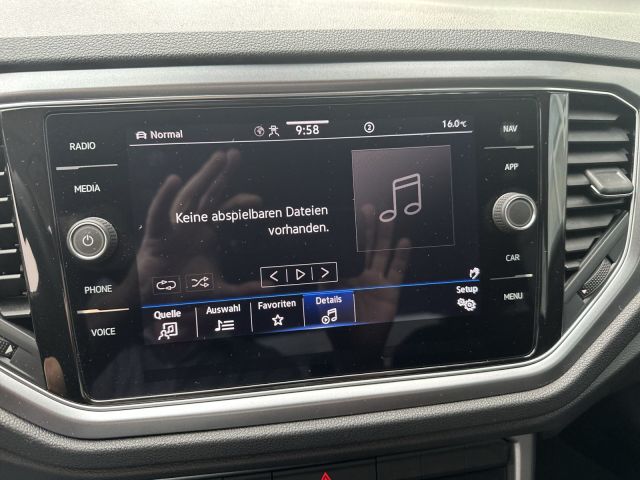 RADIO
MEDIA
PHONE
VOICE
Normal
9:58
2
16.0°C
Keine abspielbaren Dateien
vorhanden.
Quelle
Auswahl
Favoriten
Details
Setup
NAV
APP
CAR
MENU